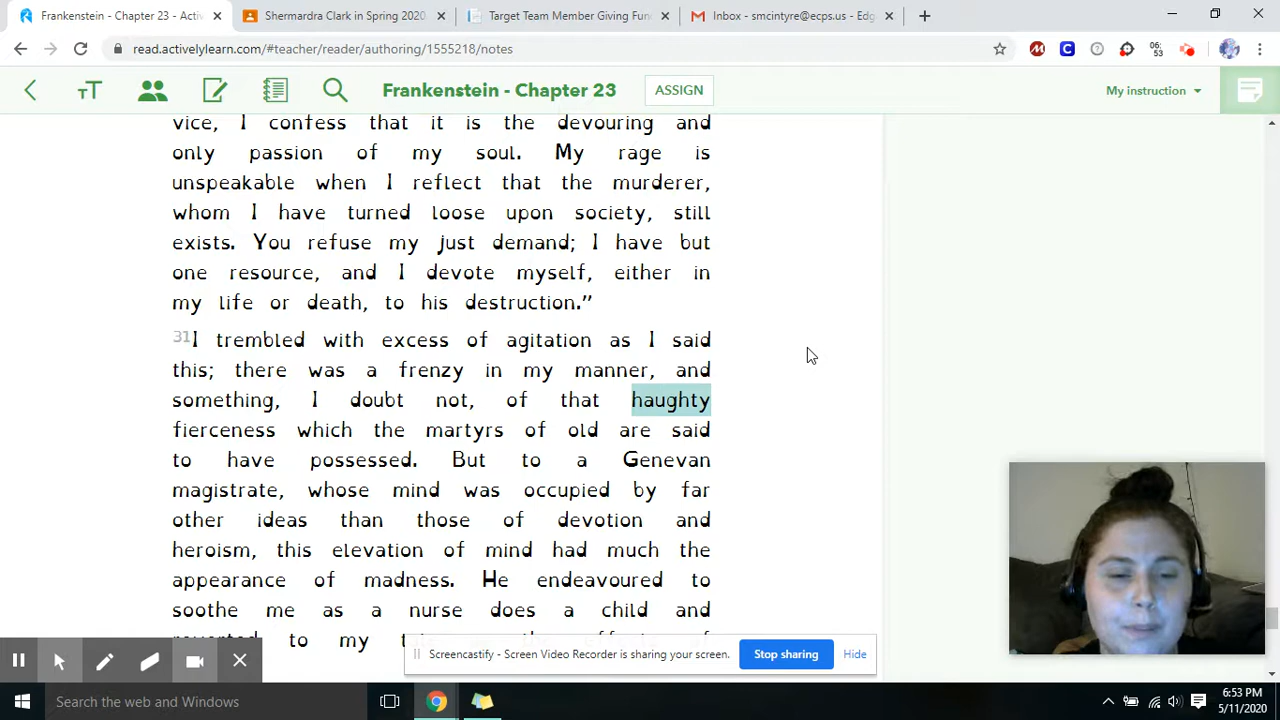 Frankenstein - Chapter 23 - Activ
Shermardra Clark in Spring 2020
Target Team Member Giving Fun
Inbox - smcintyre@ecps.us - Edg
read.activelylearn.com/#teacher/reader/authoring/1555218/notes
06:
53
TT
Frankenstein - Chapter 23
ASSIGN
My instruction
vice, I confess that it is the devouring and
only passion of my soul. My rage is
unspeakable when I reflect that the murderer,
whom I have turned loose upon society, still
exists. You refuse my just demand; I have but
one resource, and I devote myself, either in
my life or death, to his destruction.”
31I trembled with excess of agitation as I said
this; there was a frenzy in my manner, and
something, I doubt not, of that haughty
fierceness which the martyrs of old are said
to have possessed. But to a Genevan
magistrate, whose mind was occupied by far
other ideas than those of devotion and
heroism, this elevation of mind had much the
appearance of madness. He endeavoured to
soothe me as a nurse does a child and
to my
Screencastify - Screen Video Recorder is sharing your screen.
Stop sharing
Hide
Search the web and Windows
6:53 PM
5/11/2020